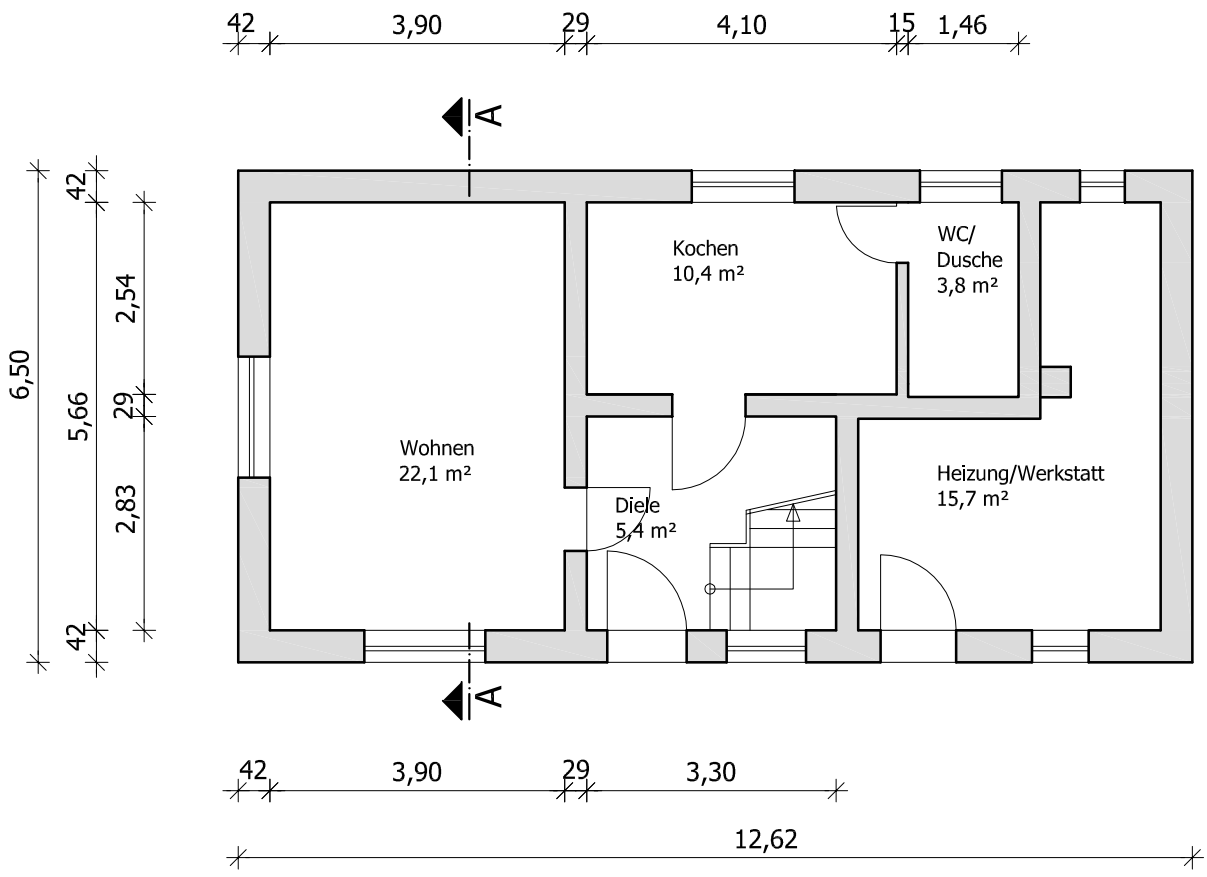 42
3,90
29
4,10
15
1,46
A
42
2,54
6,50
5,66
29
2,83
42
Kochen
10,4 m²
WC/
Dusche
3,8 m²
Wohnen
22,1 m²
Diele
5,4 m²
Heizung/Werkstatt
15,7 m²
A
42
3,90
29
3,30
12,62